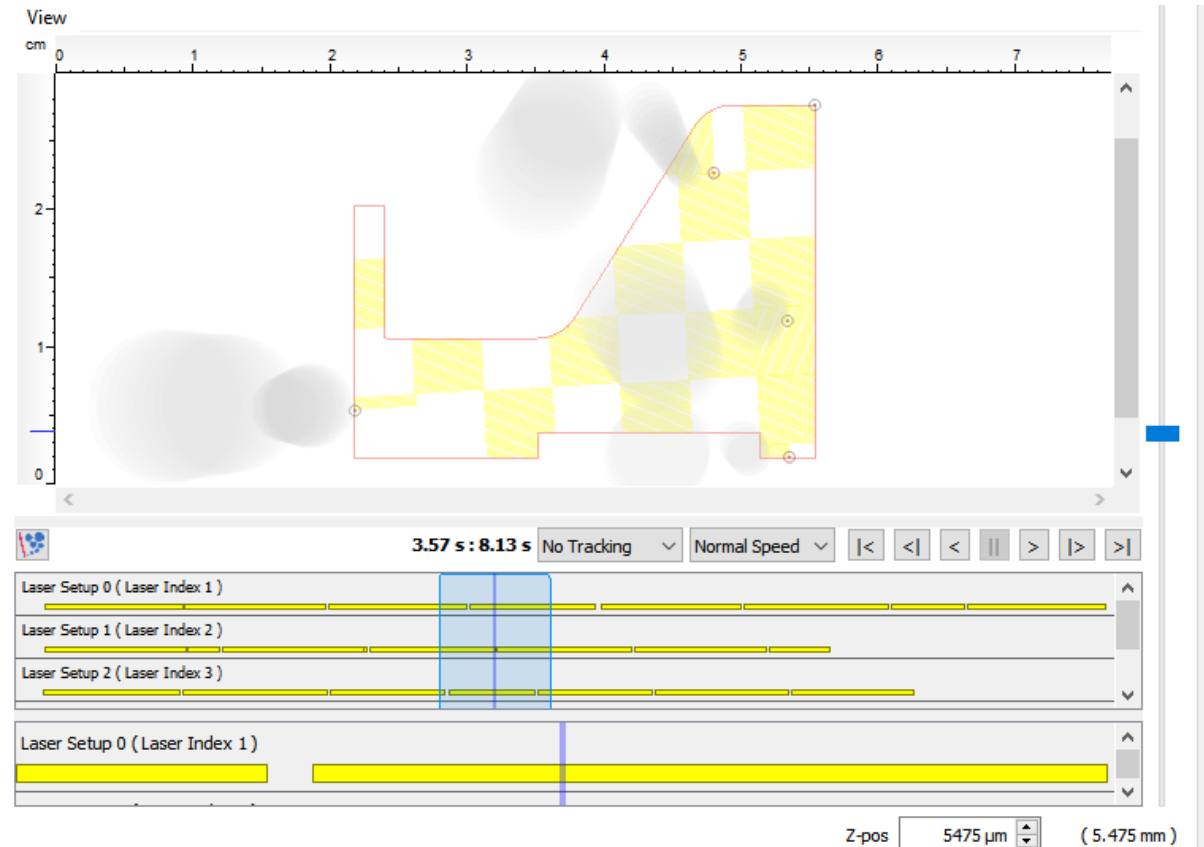 View
cm 0 1 2 3 4 5 6 7
2
1
0
3.57 s : 8.13 s No Tracking Normal Speed |< <| < || > |> >|
Laser Setup 0 ( Laser Index 1 )
Laser Setup 1 ( Laser Index 2 )
Laser Setup 2 ( Laser Index 3 )
Laser Setup 0 ( Laser Index 1 )
Z-pos 5475 µm ( 5.475 mm )